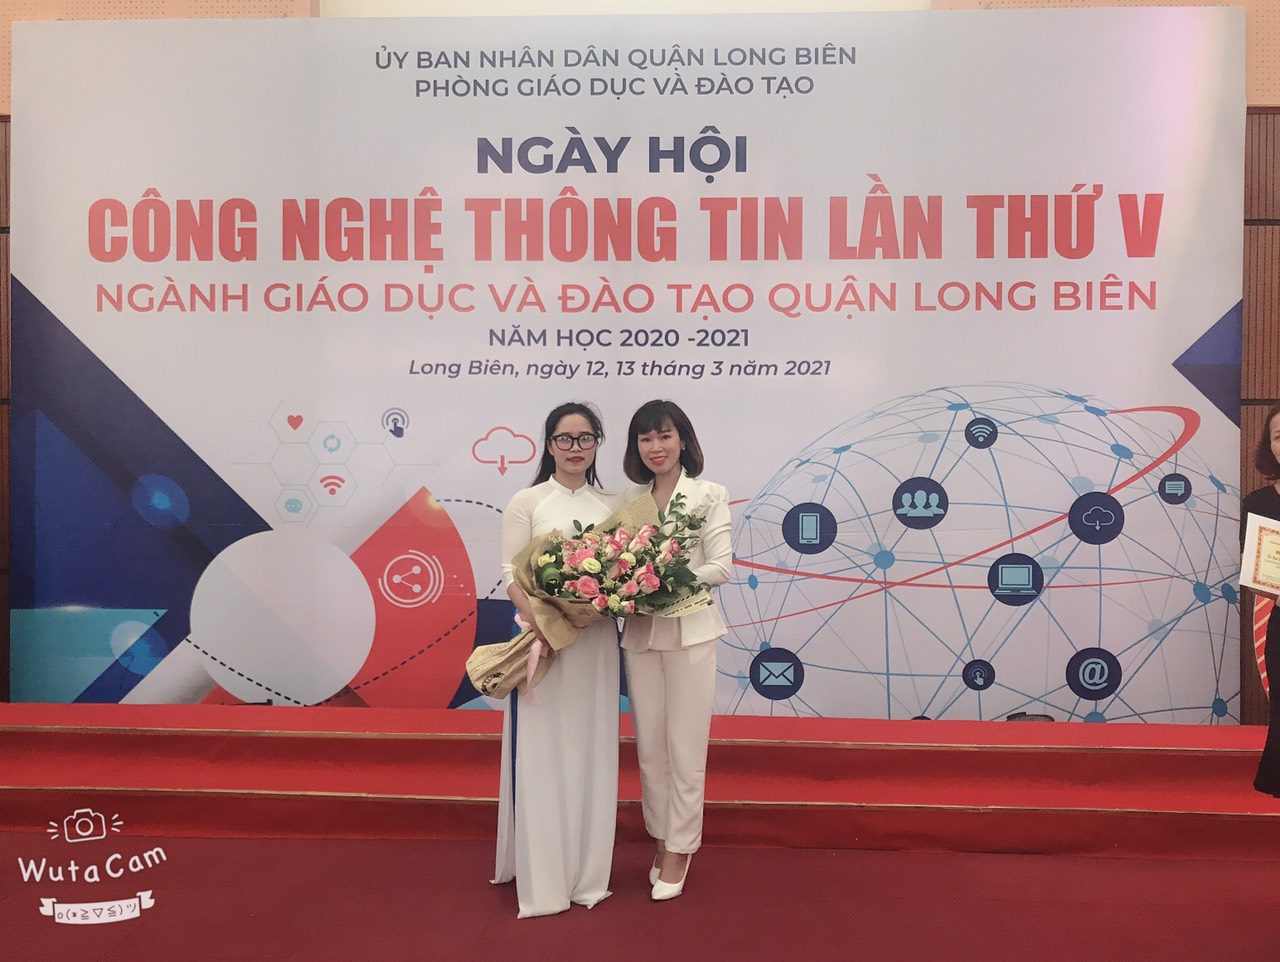 ỦY BAN NHÂN DÂN QUẬN LONG BIÊN
PHÒNG GIÁO DỤC VÀ ĐÀO TẠO
NGÀY HỘI
CÔNG NGHỆ THÔNG TIN LẦN THỨ V
NGÀNH GIÁO DỤC VÀ ĐÀO TẠO QUẬN LONG BIÊN
NĂM HỌC 2020 -2021
Long Biên, ngày 12, 13 tháng 3 năm 2021
@
WutaCam
o(*≧▽≦)ツ